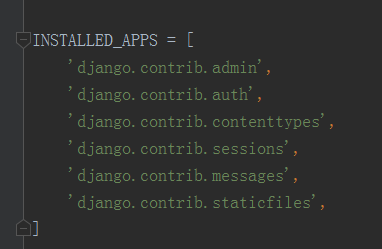 INSTALLED_APPS = [
    'django.contrib.admin',
    'django.contrib.auth',
    'django.contrib.contenttypes',
    'django.contrib.sessions',
    'django.contrib.messages',
    'django.contrib.staticfiles',
]